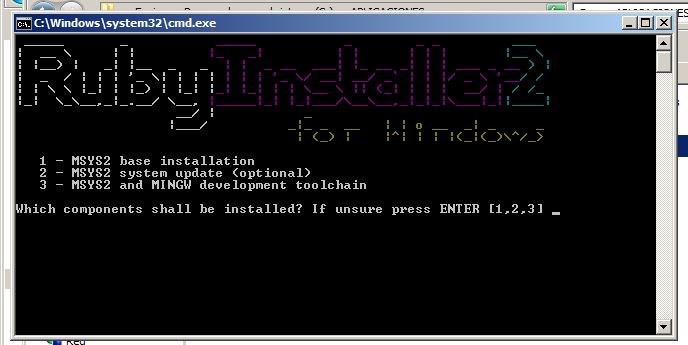 C:\Windows\system32\cmd.exe
RubyInstaller2
for Windows
1 - MSYS2 base installation
2 - MSYS2 system update (optional)
3 - MSYS2 and MINGW development toolchain
Which components shall be installed? If unsure press ENTER [1,2,3] _
Red